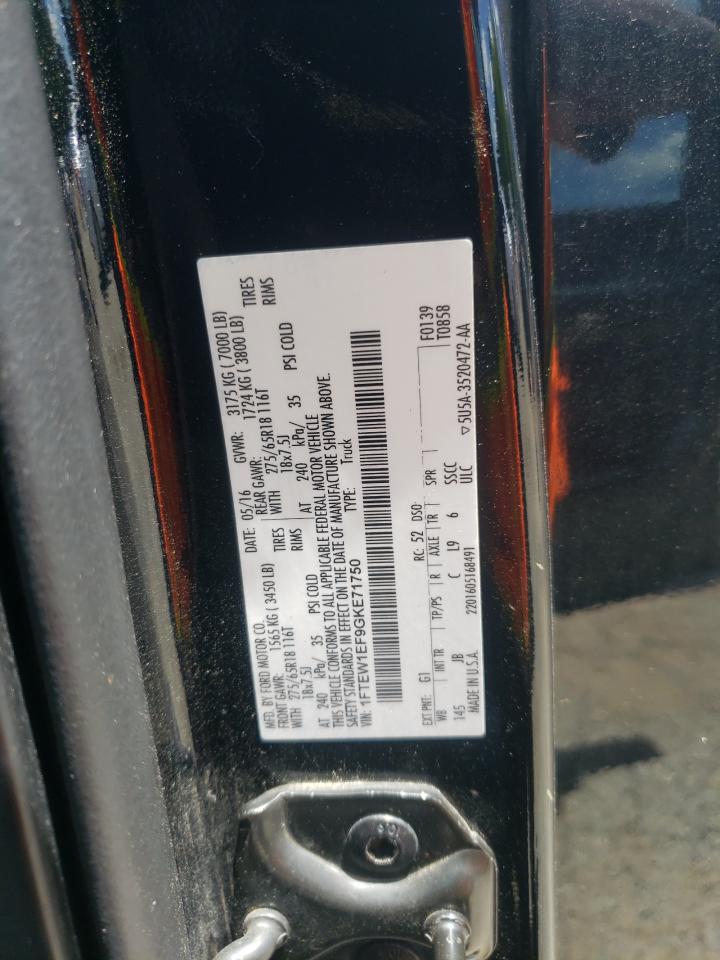 MFD. BY FORD MOTOR CO. DATE: 05/16 GVWR: 3175 KG ( 7000 LB)
FRONT GAWR: 1565 KG ( 3450 LB) REAR GAWR: 1724 KG ( 3800 LB)
WITH 275/65R18 116T TIRES WITH 275/65R18 116T TIRES
18x7.5J RIMS 18x7.5J RIMS
AT 240 kPa/ 35 PSI COLD AT 240 kPa/ 35 PSI COLD
THIS VEHICLE CONFORMS TO ALL APPLICABLE FEDERAL MOTOR VEHICLE
SAFETY STANDARDS IN EFFECT ON THE DATE OF MANUFACTURE SHOWN ABOVE.
VIN: 1FTEW1EF9GKE71750 TYPE: Truck
F0139
T0858
EXT PNT: G1 RC: 52 DSO:
WB INT TR TP/PS R AXLE TR SPR
145 JB C L9 6 SSCC
ULC
MADE IN U.S.A. 2201605168491 ▽5U5A-3520472-AA